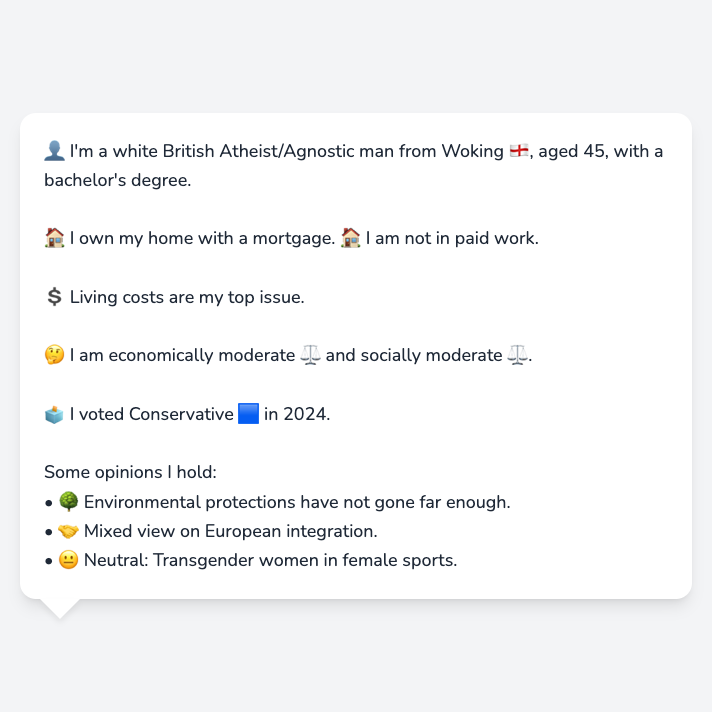 👤 I'm a white British Atheist/Agnostic man from Woking 🏴󠁧󠁢󠁥󠁮󠁧󠁿, aged 45, with a
bachelor's degree.
🏠 I own my home with a mortgage. 🏠 I am not in paid work.
💲 Living costs are my top issue.
🤔 I am economically moderate ⚖️ and socially moderate ⚖️.
🗳️ I voted Conservative 🟦 in 2024.
Some opinions I hold:
• 🌳 Environmental protections have not gone far enough.
• 🤝 Mixed view on European integration.
• 😐 Neutral: Transgender women in female sports.